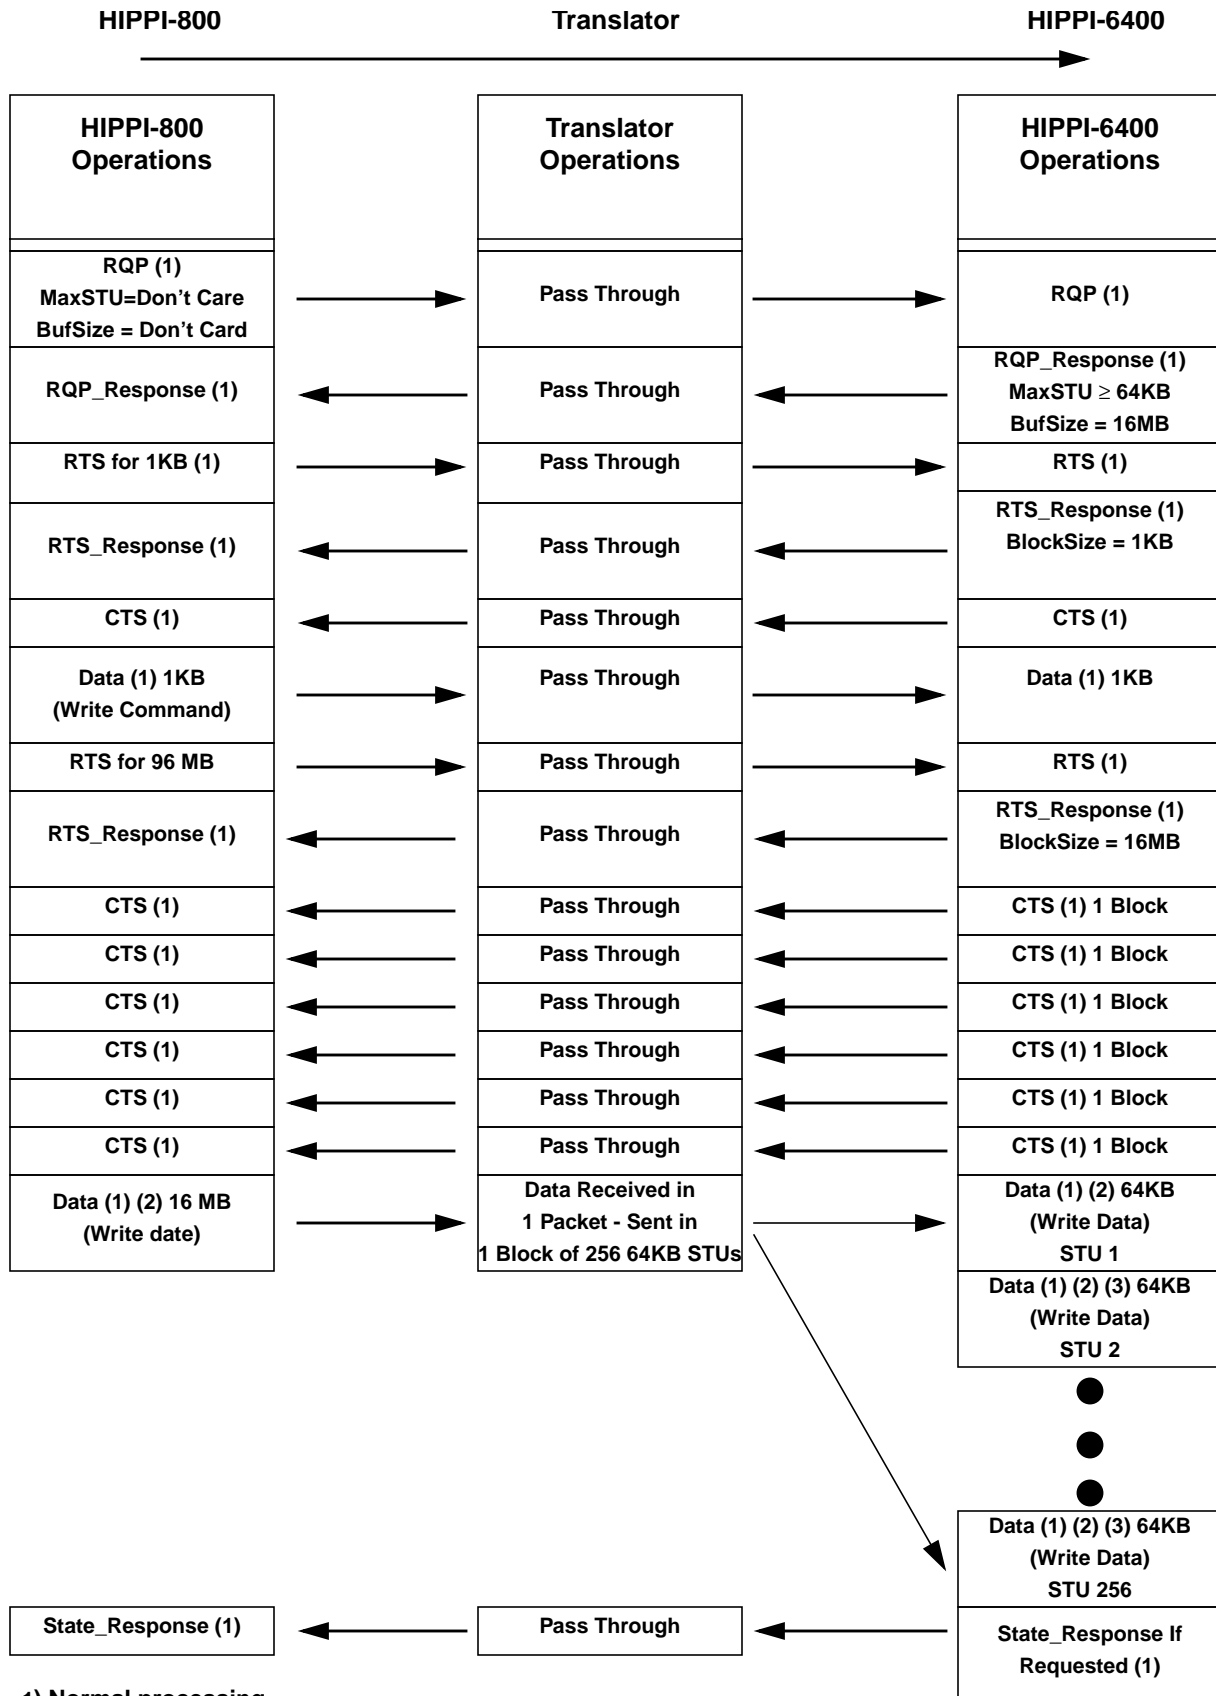 HIPPI-800 Translator HIPPI-6400
HIPPI-800 Translator HIPPI-6400
Operations Operations Operations
RQP (1)
MaxSTU=Don't Care
BufSize = Don't Card
Pass Through
RQP (1)
RQP_Response (1)
Pass Through
RQP_Response (1)
MaxSTU ≥ 64KB
BufSize = 16MB
RTS for 1KB (1)
Pass Through
RTS (1)
RTS_Response (1)
Pass Through
RTS_Response (1)
BlockSize = 1KB
CTS (1)
Pass Through
CTS (1)
Data (1) 1KB
(Write Command)
Pass Through
Data (1) 1KB
RTS for 96 MB
Pass Through
RTS (1)
RTS_Response (1)
Pass Through
RTS_Response (1)
BlockSize = 16MB
CTS (1)
Pass Through
CTS (1) 1 Block
CTS (1)
Pass Through
CTS (1) 1 Block
CTS (1)
Pass Through
CTS (1) 1 Block
CTS (1)
Pass Through
CTS (1) 1 Block
CTS (1)
Pass Through
CTS (1) 1 Block
CTS (1)
Pass Through
CTS (1) 1 Block
Data (1) (2) 16 MB
(Write date)
Data Received in
1 Packet - Sent in
1 Block of 256 64KB STUs
Data (1) (2) 64KB
(Write Data)
STU 1
Data (1) (2) (3) 64KB
(Write Data)
STU 2
Data (1) (2) (3) 64KB
(Write Data)
STU 256
State_Response (1)
Pass Through
State_Response If
Requested (1)
1) Normal processing